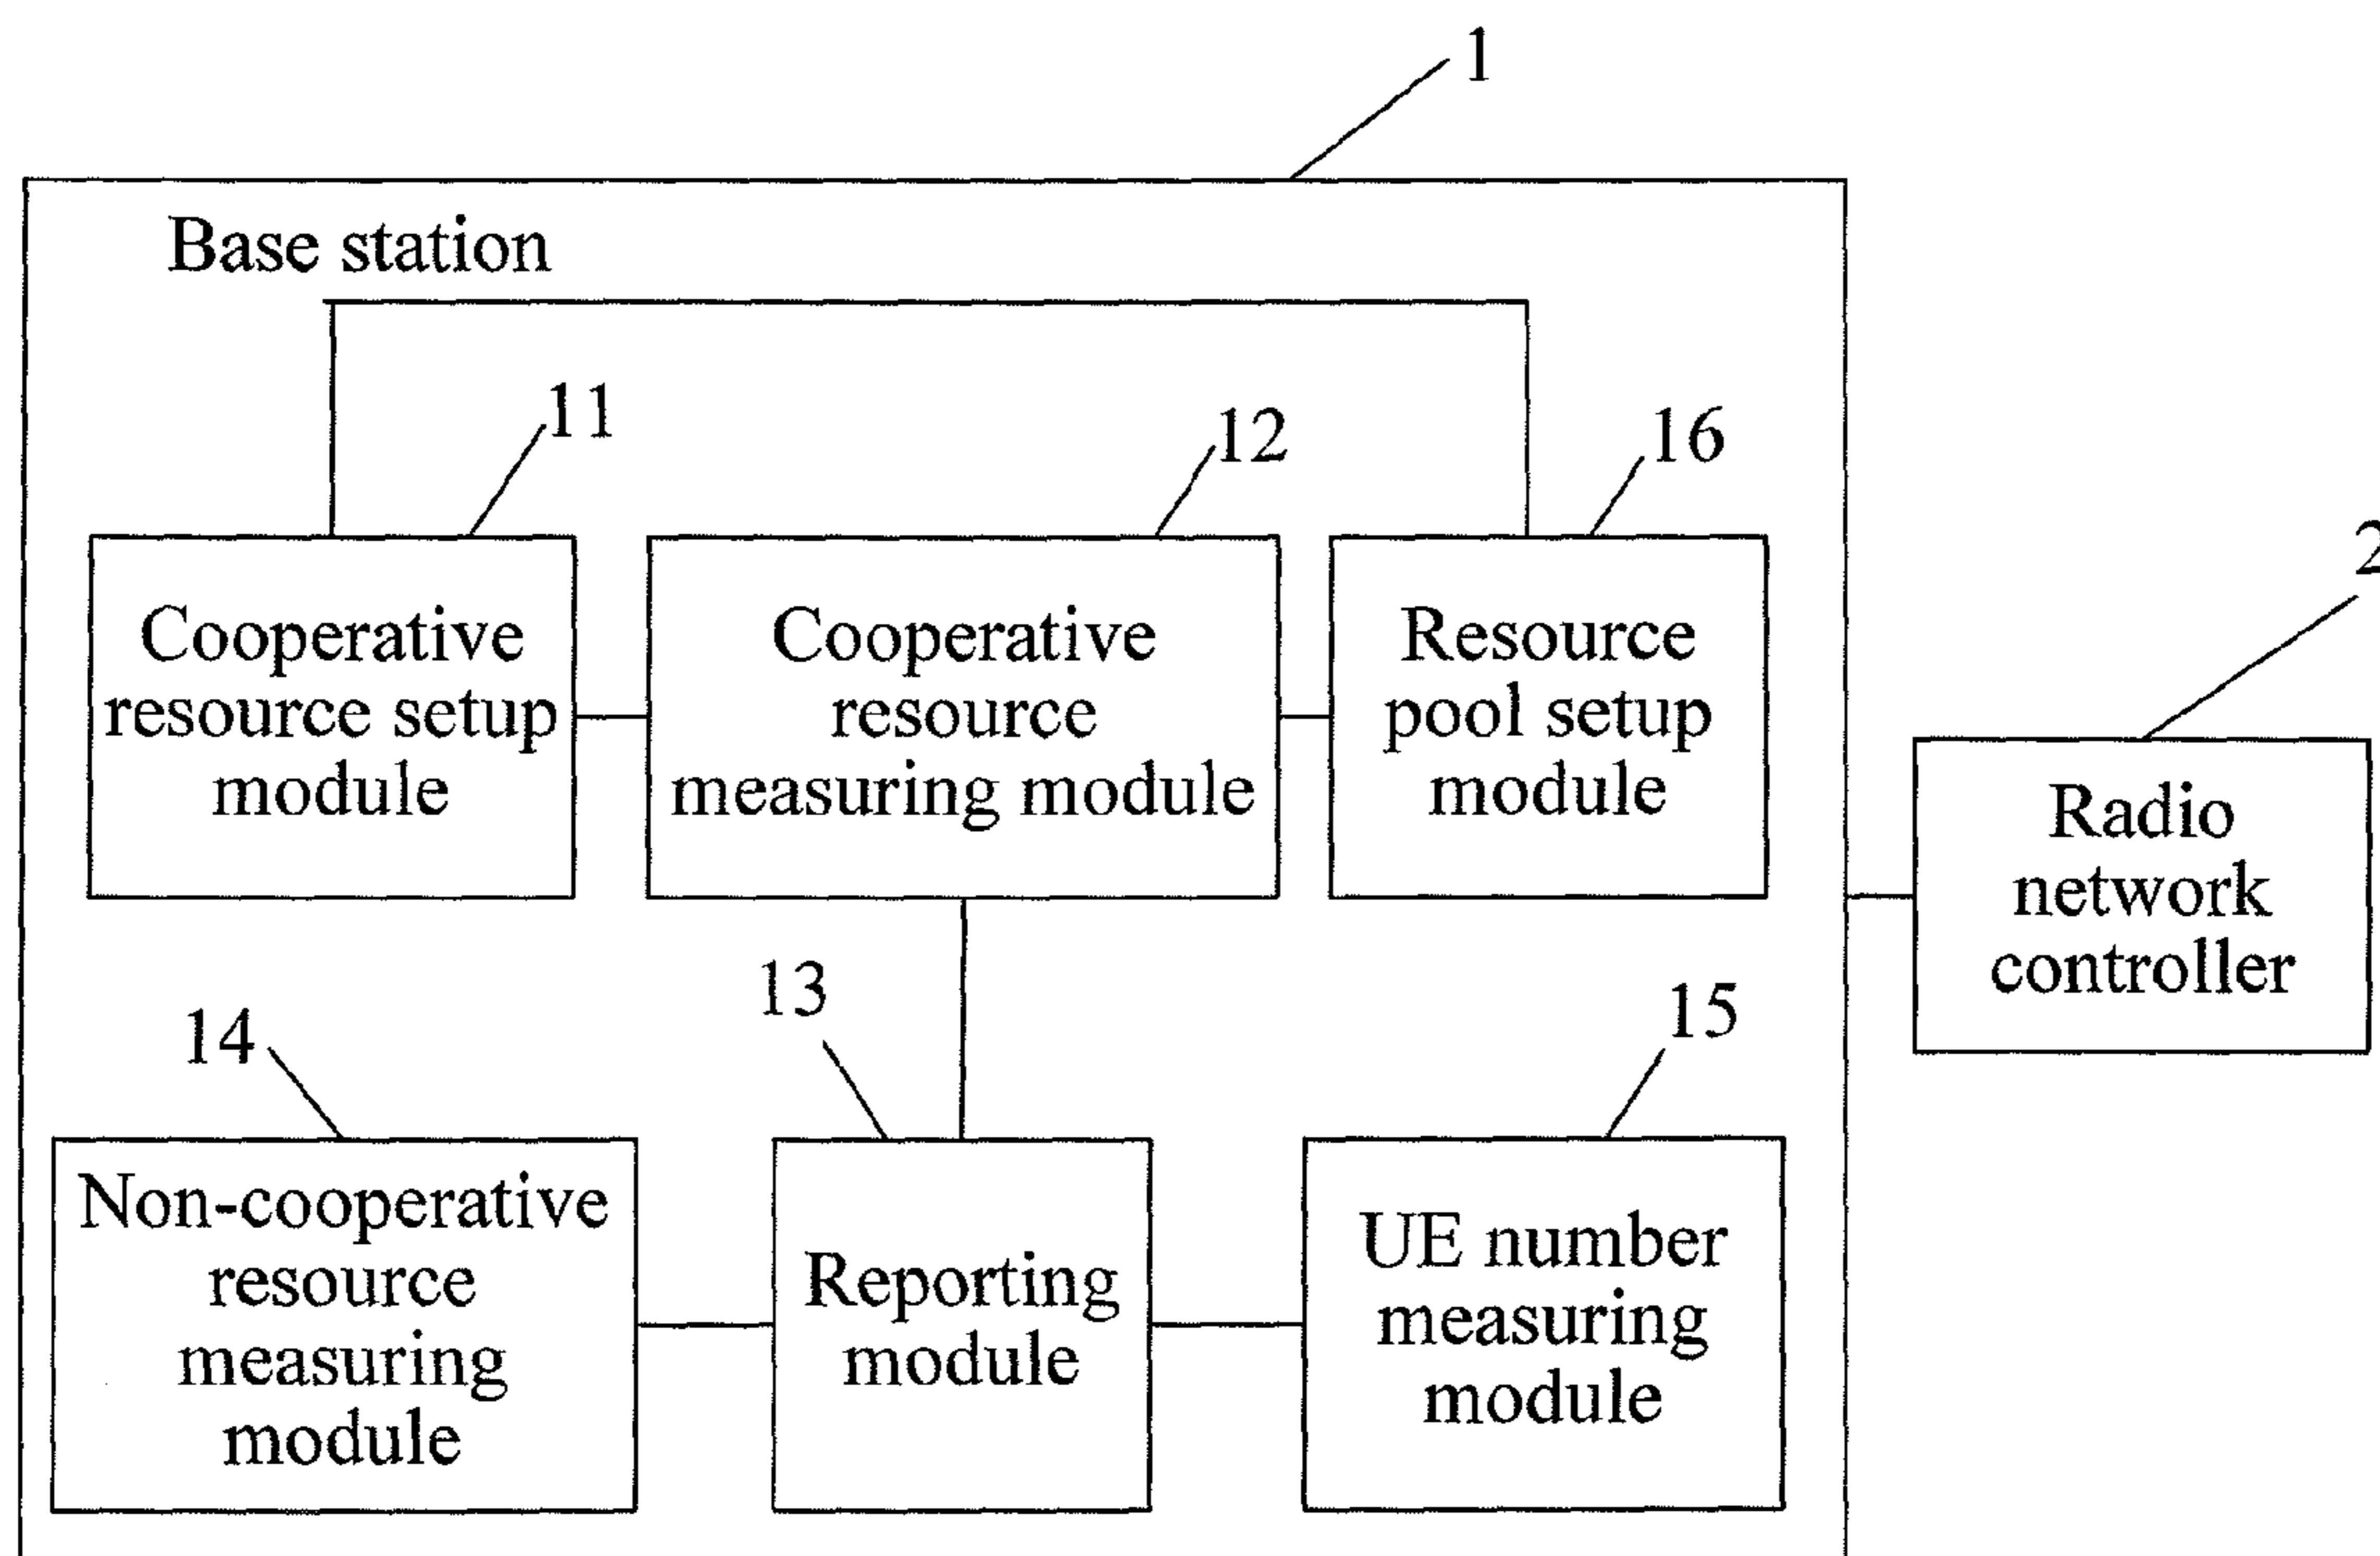 1
Base station
11
12
16
2
Cooperative
resource setup
module
Cooperative
resource
measuring module
Resource
pool setup
module
Radio
network
controller
13
14
15
Non-cooperative
resource
measuring
module
Reporting
module
UE number
measuring
module